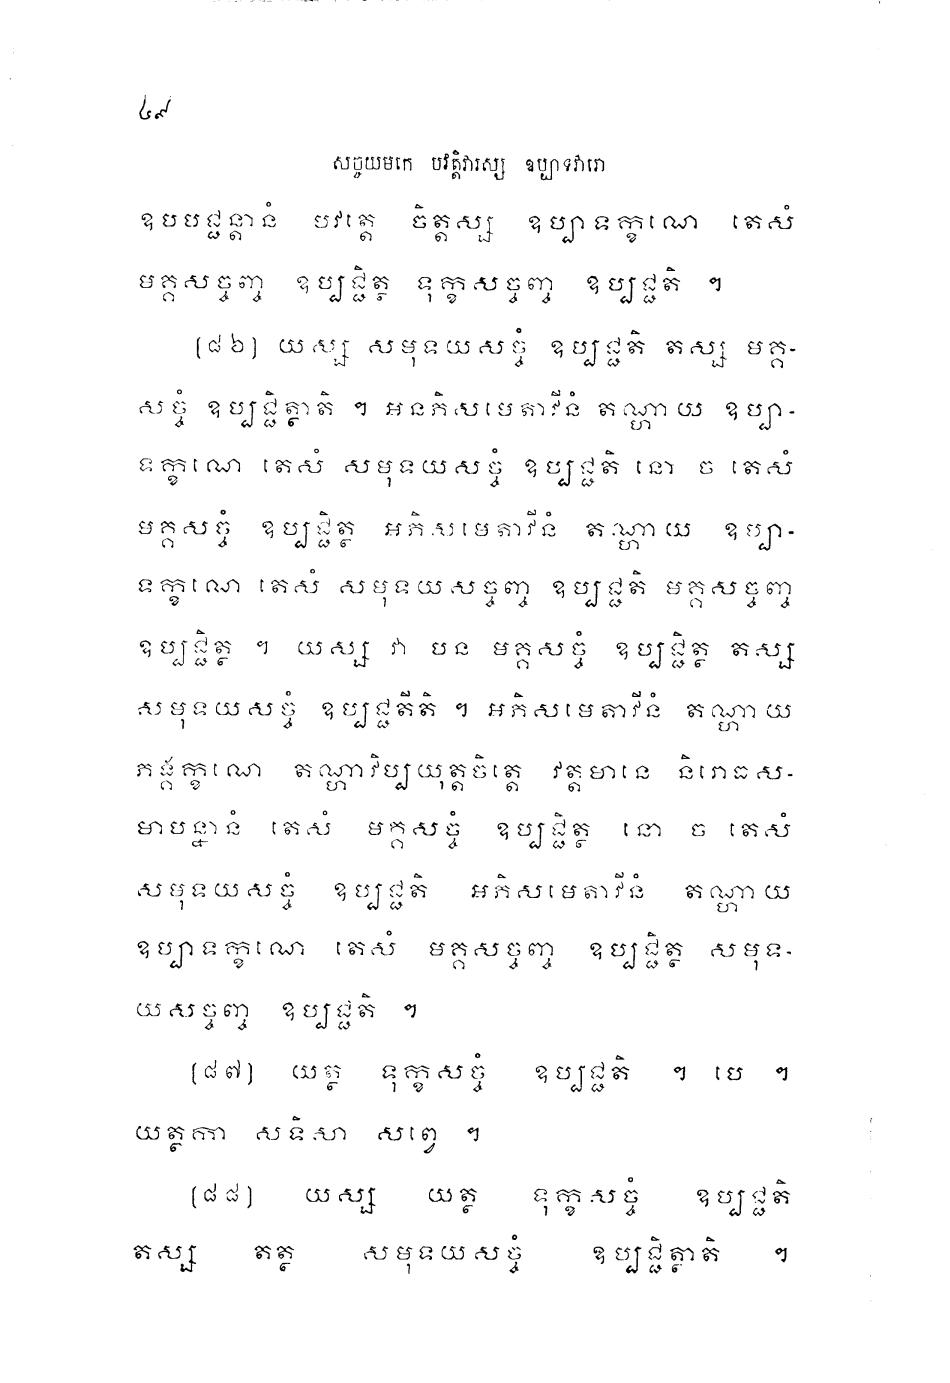 ៤៩
សច្ចយមកេ បវត្តិវារស្ស ឧប្បាទវារោ
ឧបបជ្ជន្តានំ បវត្តេ ចិត្តស្ស ឧប្បាទក្ខណេ តេសំ
មគ្គសច្ចញ្ច ឧប្បជ្ជិត្ថ ទុក្ខសច្ចញ្ច ឧប្បជ្ជតិ ។
(៨៦) យស្ស សមុទយសច្ចំ ឧប្បជ្ជតិ តស្ស មគ្គ-
សច្ចំ ឧប្បជ្ជិត្ថាតិ ។ អនភិសមេតាវីនំ តណ្ហាយ ឧប្បា-
ទក្ខណេ តេសំ សមុទយសច្ចំ ឧប្បជ្ជតិ នោ ច តេសំ
មគ្គសច្ចំ ឧប្បជ្ជិត្ថ អភិសមេតាវីនំ តណ្ហាយ ឧប្បា-
ទក្ខណេ តេសំ សមុទយសច្ចញ្ច ឧប្បជ្ជតិ មគ្គសច្ចញ្ច
ឧប្បជ្ជិត្ថ ។ យស្ស វា បន មគ្គសច្ចំ ឧប្បជ្ជិត្ថ តស្ស
សមុទយសច្ចំ ឧប្បជ្ជតីតិ ។ អភិសមេតាវីនំ តណ្ហាយ
ភង្គក្ខណេ តណ្ហាវិប្បយុត្តចិត្តេ វត្តមានេ និរោធស-
មាបន្នានំ តេសំ មគ្គសច្ចំ ឧប្បជ្ជិត្ថ នោ ច តេសំ
សមុទយសច្ចំ ឧប្បជ្ជតិ អភិសមេតាវីនំ តណ្ហាយ
ឧប្បាទក្ខណេ តេសំ មគ្គសច្ចញ្ច ឧប្បជ្ជិត្ថ សមុទ-
យសច្ចញ្ច ឧប្បជ្ជតិ ។
(៨៧) យត្ថ ទុក្ខសច្ចំ ឧប្បជ្ជតិ ។ បេ ។
យត្ថកា សទិសា សព្វេ ។
(៨៨) យស្ស យត្ថ ទុក្ខសច្ចំ ឧប្បជ្ជតិ
តស្ស តត្ថ សមុទយសច្ចំ ឧប្បជ្ជិត្ថាតិ ។